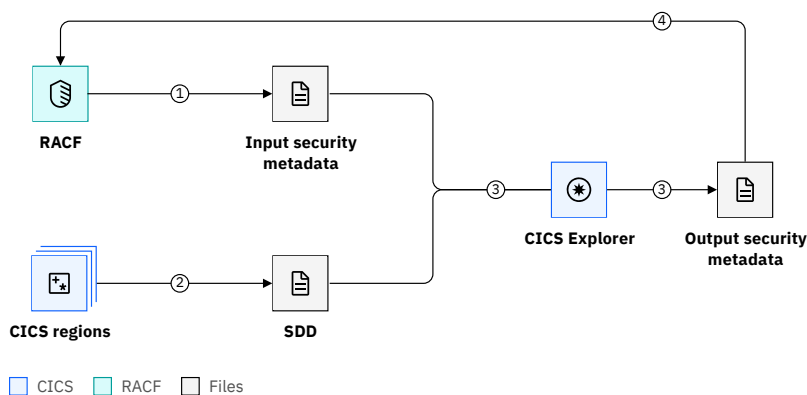 4
1
RACF
Input security
metadata
3
3
CICS Explorer
Output security
metadata
2
CICS regions
SDD
CICS
RACF
Files